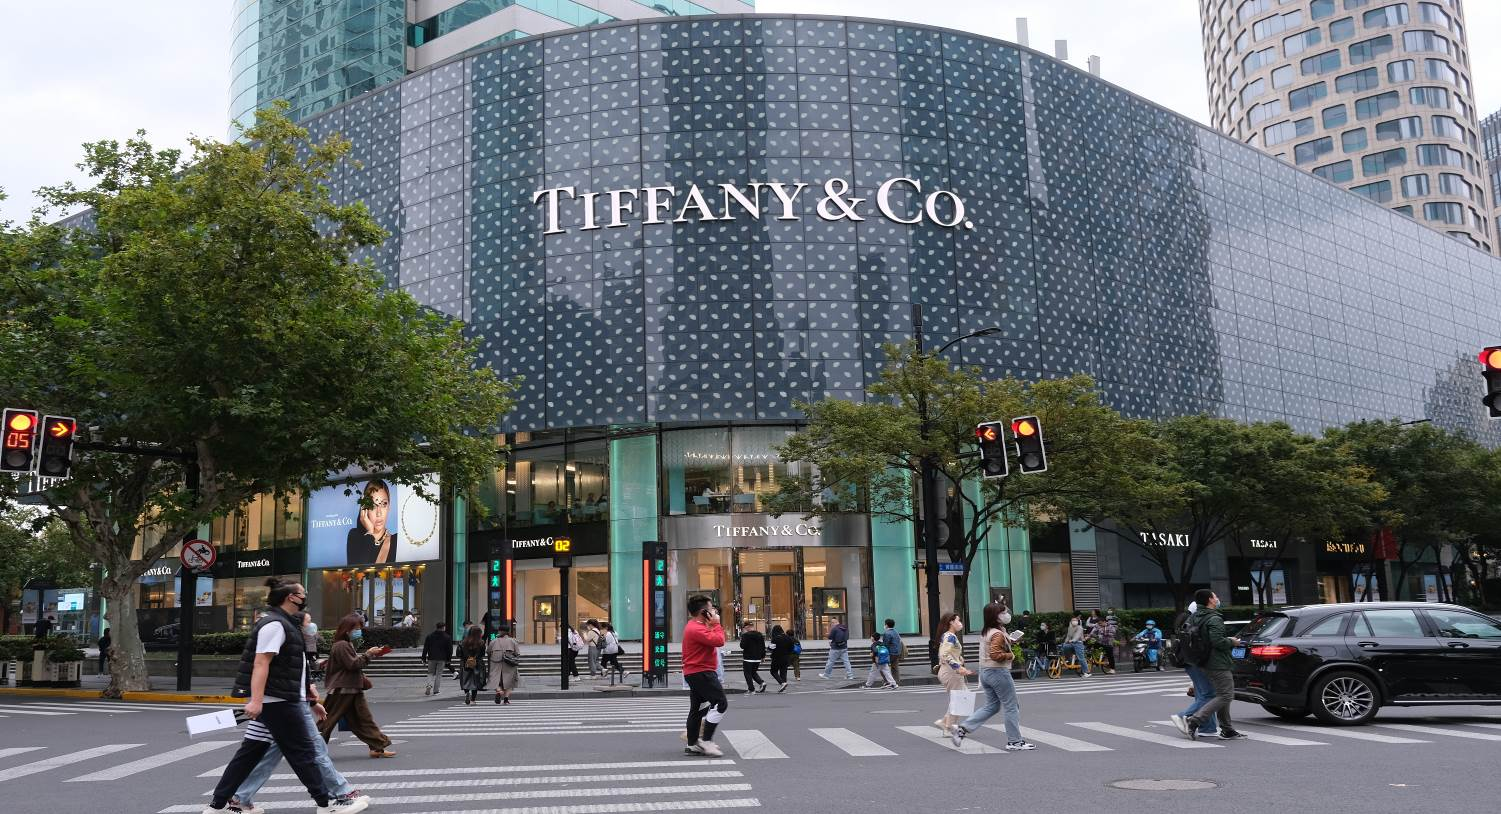 TIFFANY & CO.
05
TIFFANY & CO.
TIFFANY & CO.
TIFFANY & CO.
02
TIFFANY & CO.
TASAKI
TASAKI